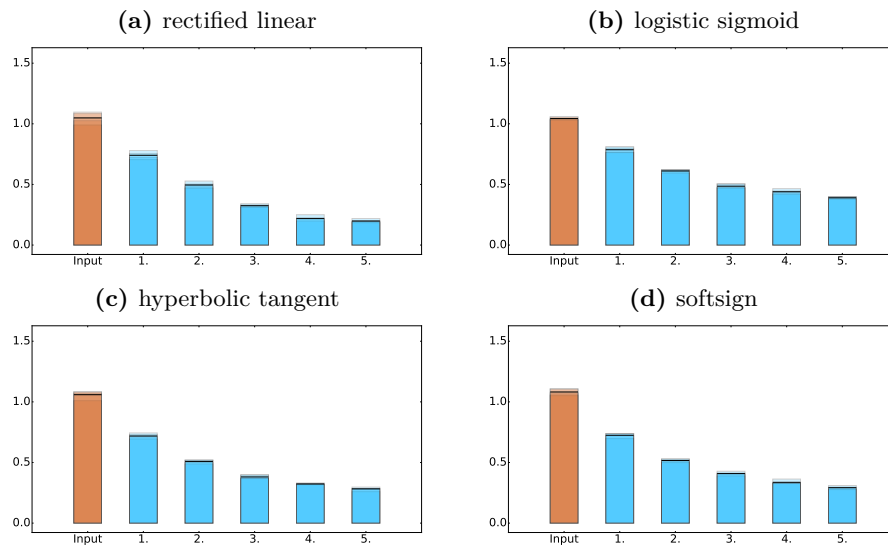 (a) rectified linear
(b) logistic sigmoid
1.5
1.0
0.5
0.0
Input 1. 2. 3. 4. 5.
1.5
1.0
0.5
0.0
Input 1. 2. 3. 4. 5.
(c) hyperbolic tangent
(d) softsign
1.5
1.0
0.5
0.0
Input 1. 2. 3. 4. 5.
1.5
1.0
0.5
0.0
Input 1. 2. 3. 4. 5.